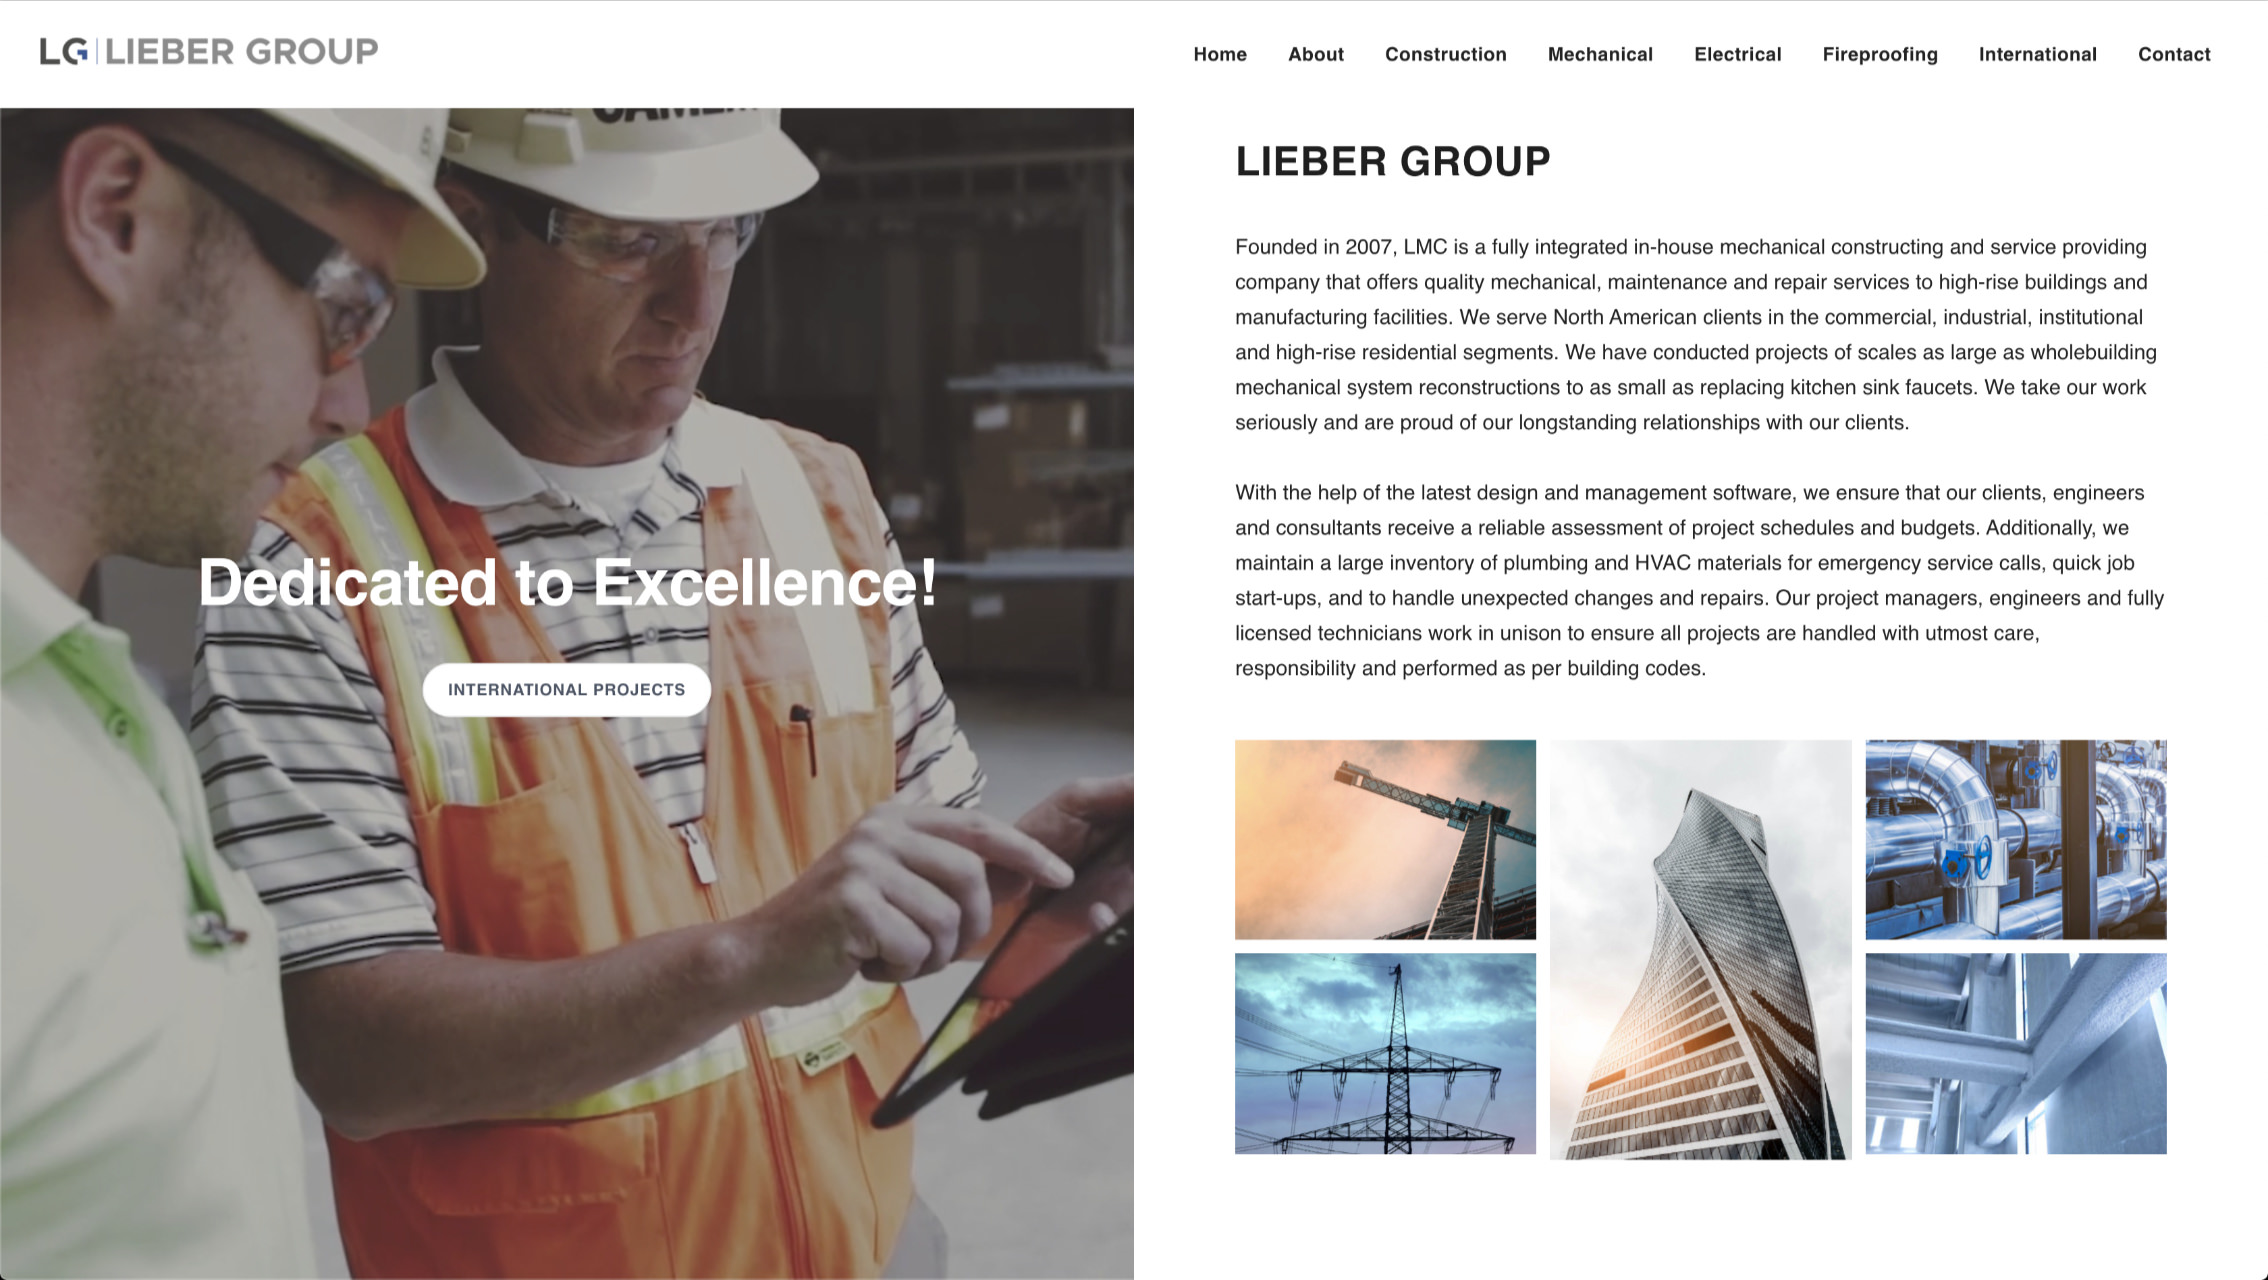 LG | LIEBER GROUP
Home About Construction Mechanical Electrical Fireproofing International Contact
Dedicated to Excellence!
INTERNATIONAL PROJECTS
LIEBER GROUP
Founded in 2007, LMC is a fully integrated in-house mechanical constructing and service providing
company that offers quality mechanical, maintenance and repair services to high-rise buildings and
manufacturing facilities. We serve North American clients in the commercial, industrial, institutional
and high-rise residential segments. We have conducted projects of scales as large as wholebuilding
mechanical system reconstructions to as small as replacing kitchen sink faucets. We take our work
seriously and are proud of our longstanding relationships with our clients.
With the help of the latest design and management software, we ensure that our clients, engineers
and consultants receive a reliable assessment of project schedules and budgets. Additionally, we
maintain a large inventory of plumbing and HVAC materials for emergency service calls, quick job
start-ups, and to handle unexpected changes and repairs. Our project managers, engineers and fully
licensed technicians work in unison to ensure all projects are handled with utmost care,
responsibility and performed as per building codes.